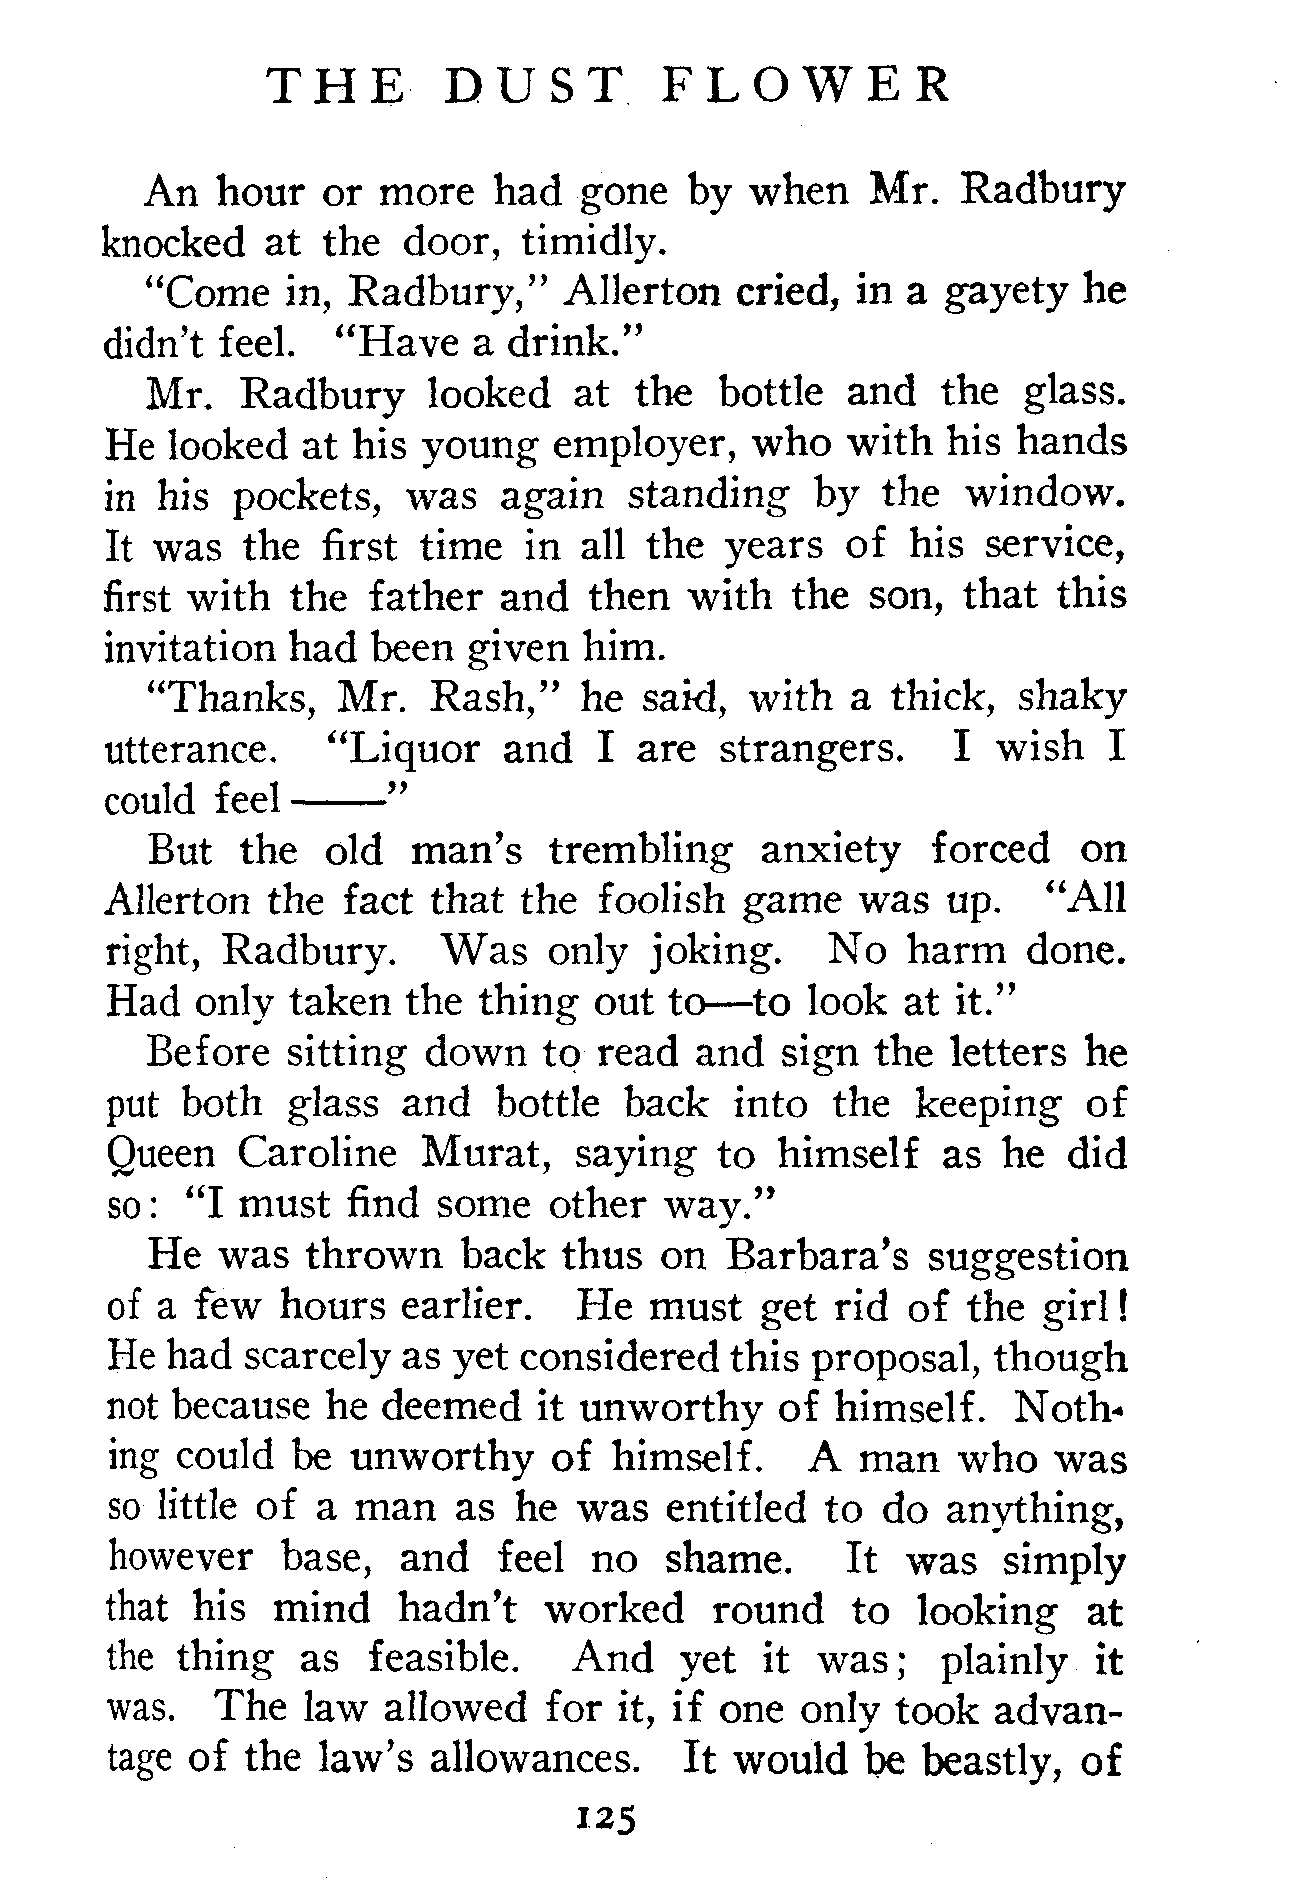 THE DUST FLOWER
An hour or more had gone by when Mr. Radbury
knocked at the door, timidly.
“Come in, Radbury,” Allerton cried, in a gayety he
didn’t feel. “Have a drink.”
Mr. Radbury looked at the bottle and the glass.
He looked at his young employer, who with his hands
in his pockets, was again standing by the window.
It was the first time in all the years of his service,
first with the father and then with the son, that this
invitation had been given him.
“Thanks, Mr. Rash,” he said, with a thick, shaky
utterance. “Liquor and I are strangers. I wish I
could feel ——”
But the old man’s trembling anxiety forced on
Allerton the fact that the foolish game was up. “All
right, Radbury. Was only joking. No harm done.
Had only taken the thing out to—to look at it.”
Before sitting down to read and sign the letters he
put both glass and bottle back into the keeping of
Queen Caroline Murat, saying to himself as he did
so: “I must find some other way.”
He was thrown back thus on Barbara’s suggestion
of a few hours earlier. He must get rid of the girl!
He had scarcely as yet considered this proposal, though
not because he deemed it unworthy of himself. Noth-
ing could be unworthy of himself. A man who was
so little of a man as he was entitled to do anything,
however base, and feel no shame. It was simply
that his mind hadn’t worked round to looking at
the thing as feasible. And yet it was; plainly it
was. The law allowed for it, if one only took advan-
tage of the law’s allowances. It would be beastly, of
125